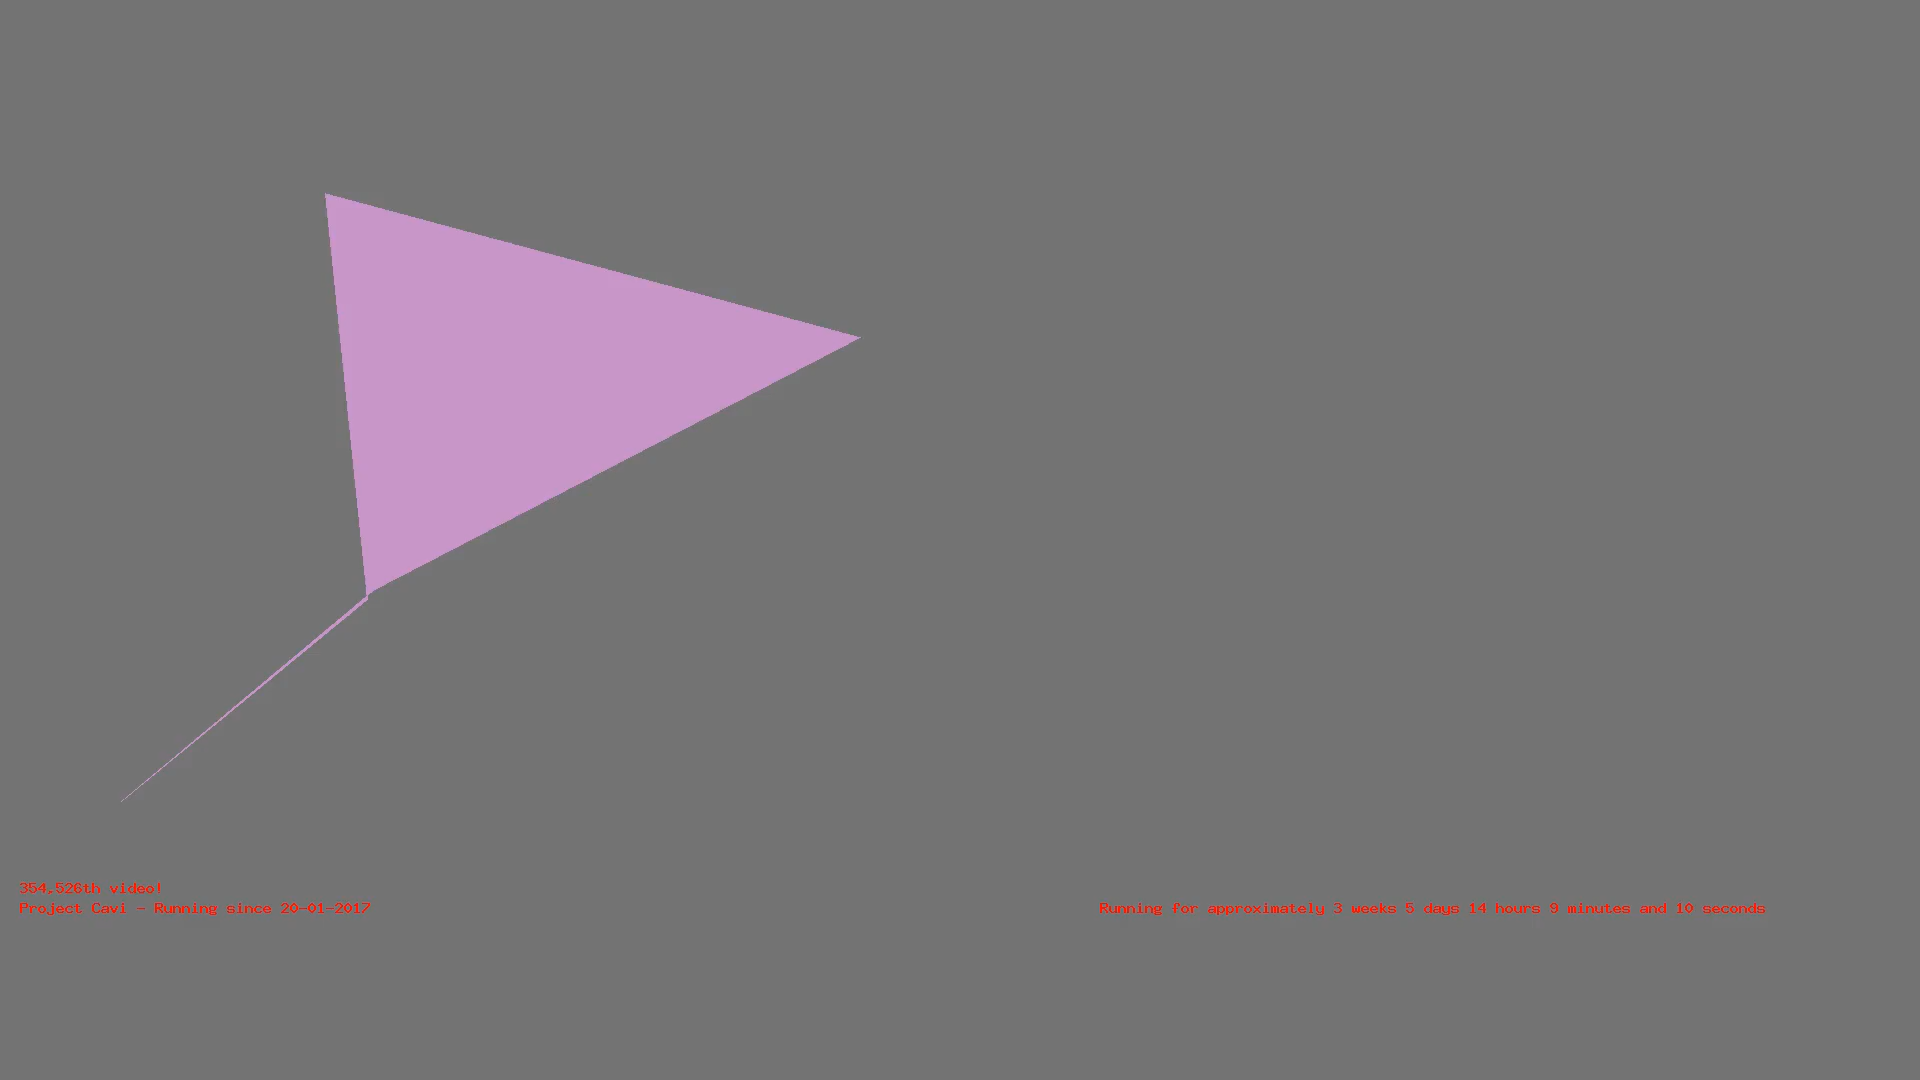 354,526th video!
Project Cavi - Running since 20-01-2017
Running for approximately 3 weeks 5 days 14 hours 9 minutes and 10 seconds